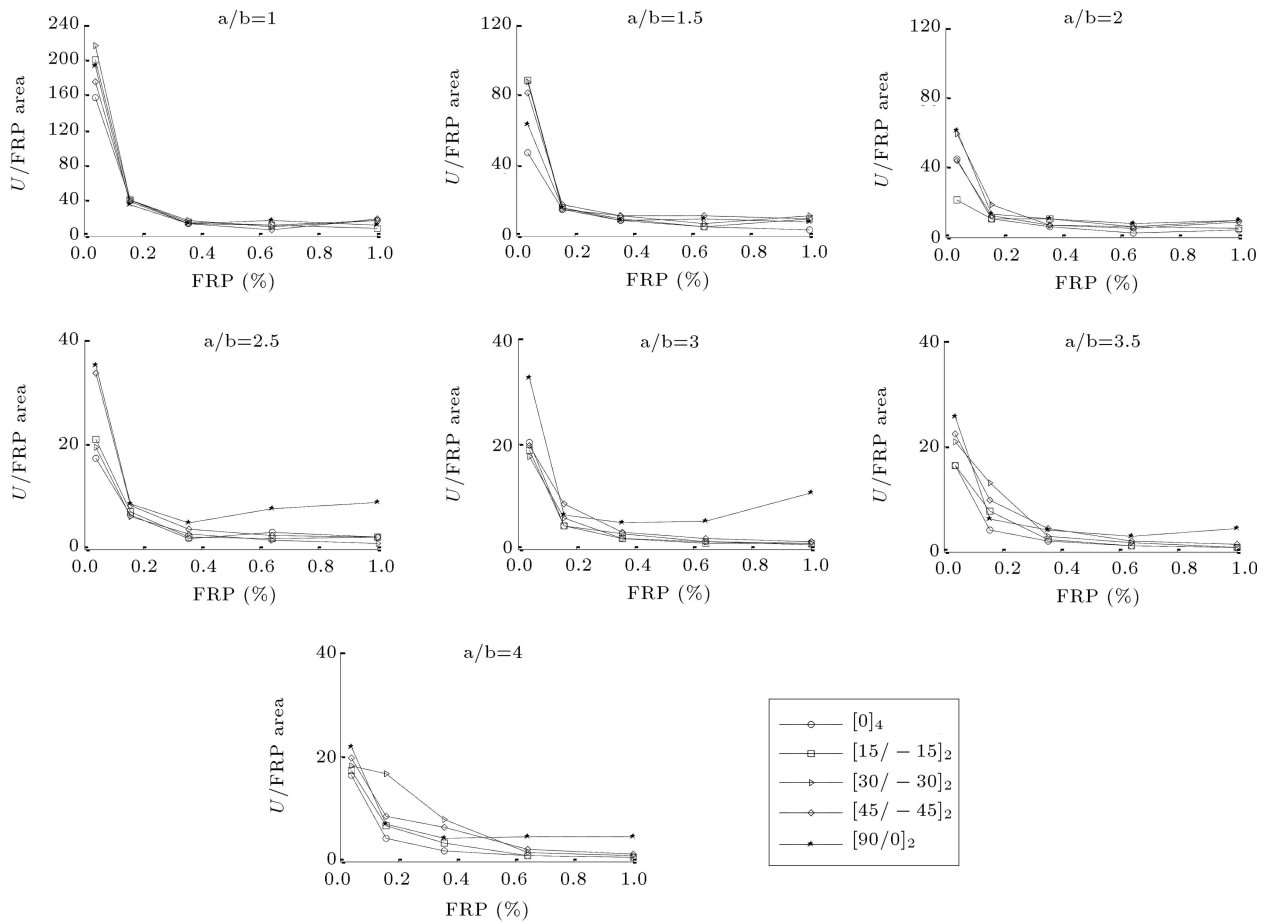 a/b=1
240
200
160
120
80
40
0
U/FRP area
0.0 0.2 0.4 0.6 0.8 1.0
FRP (%)
a/b=1.5
120
80
40
0
U/FRP area
0.0 0.2 0.4 0.6 0.8 1.0
FRP (%)
a/b=2
120
80
40
0
U/FRP area
0.0 0.2 0.4 0.6 0.8 1.0
FRP (%)
a/b=2.5
40
20
0
U/FRP area
0.0 0.2 0.4 0.6 0.8 1.0
FRP (%)
a/b=3
40
20
0
U/FRP area
0.0 0.2 0.4 0.6 0.8 1.0
FRP (%)
a/b=3.5
40
20
0
U/FRP area
0.0 0.2 0.4 0.6 0.8 1.0
FRP (%)
a/b=4
40
20
0
U/FRP area
0.0 0.2 0.4 0.6 0.8 1.0
FRP (%)
[0]₄
[15/ − 15]₂
[30/ − 30]₂
[45/ − 45]₂
[90/0]₂